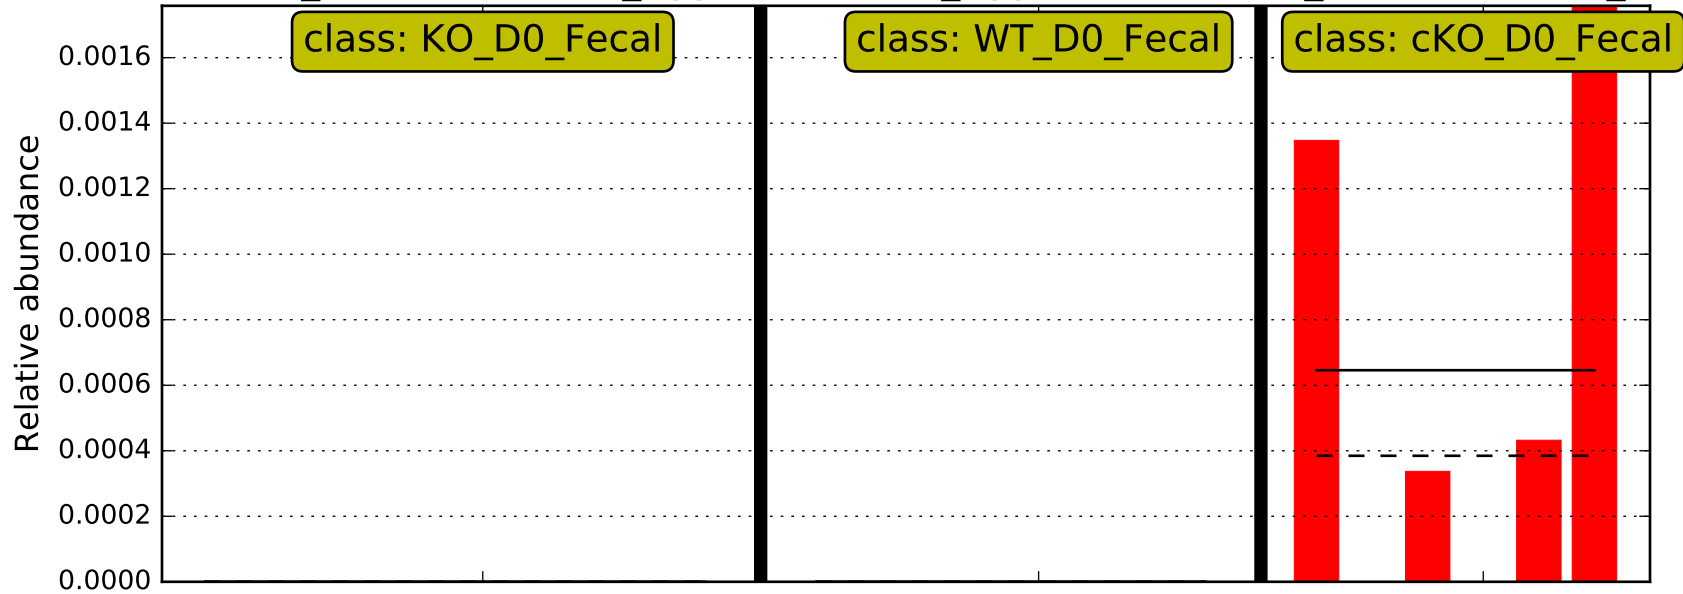 class: KO_D0_Fecal
class: WT_D0_Fecal
class: cKO_D0_Fecal
Relative abundance
0.0016
0.0014
0.0012
0.0010
0.0008
0.0006
0.0004
0.0002
0.0000